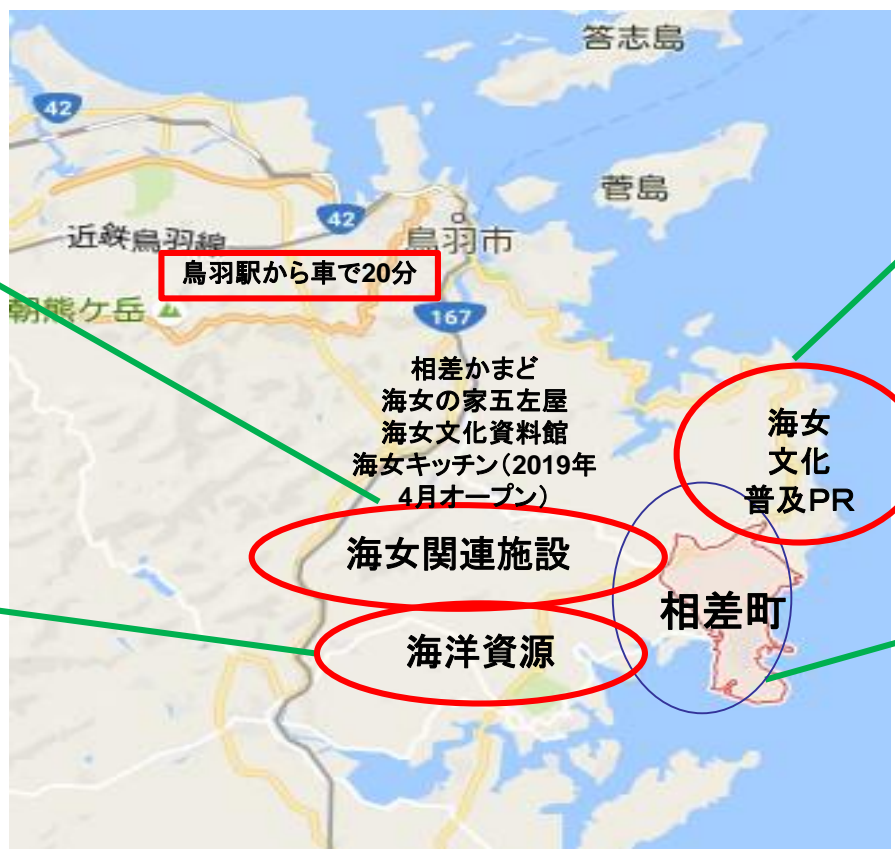 答志島
42
菅島
42
近鉄鳥羽線
鳥羽市
鳥羽駅から車で20分
朝熊ケ岳
167
相差かまど
海女の家五左屋
海女文化資料館
海女キッチン(2019年
4月オープン)
海女
文化
普及PR
海女関連施設
相差町
海洋資源